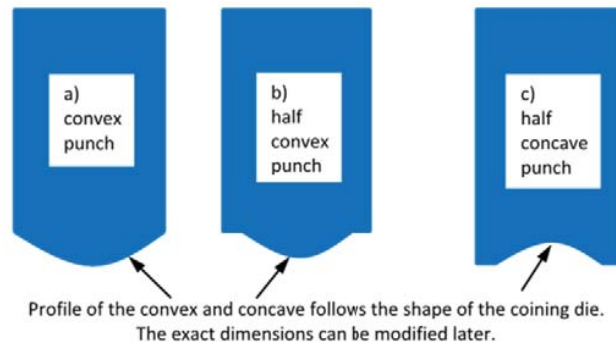 a)
convex
punch
b)
half
convex
punch
c)
half
concave
punch
Profile of the convex and concave follows the shape of the coining die.
The exact dimensions can be modified later.